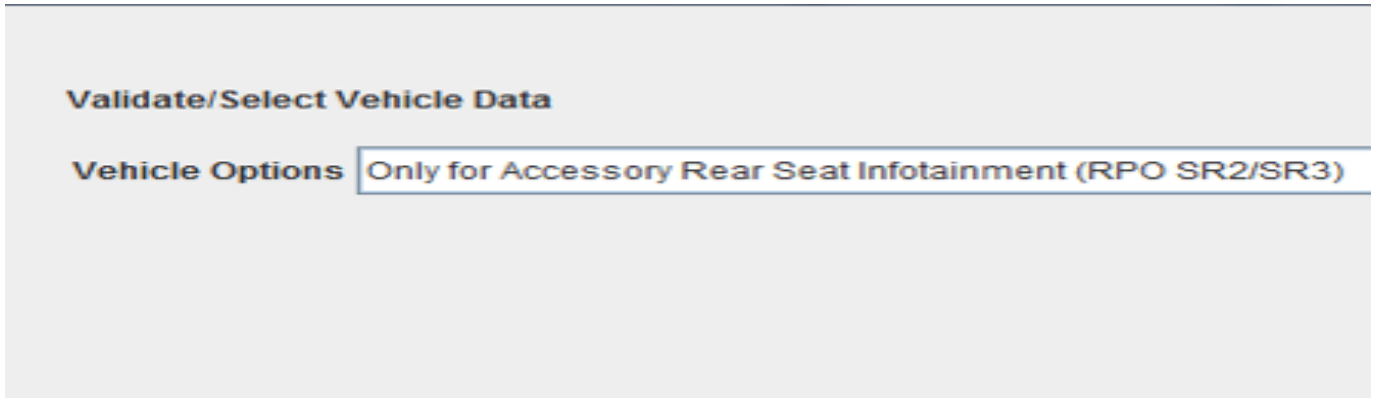 Validate/Select Vehicle Data
Vehicle Options Only for Accessory Rear Seat Infotainment (RPO SR2/SR3)